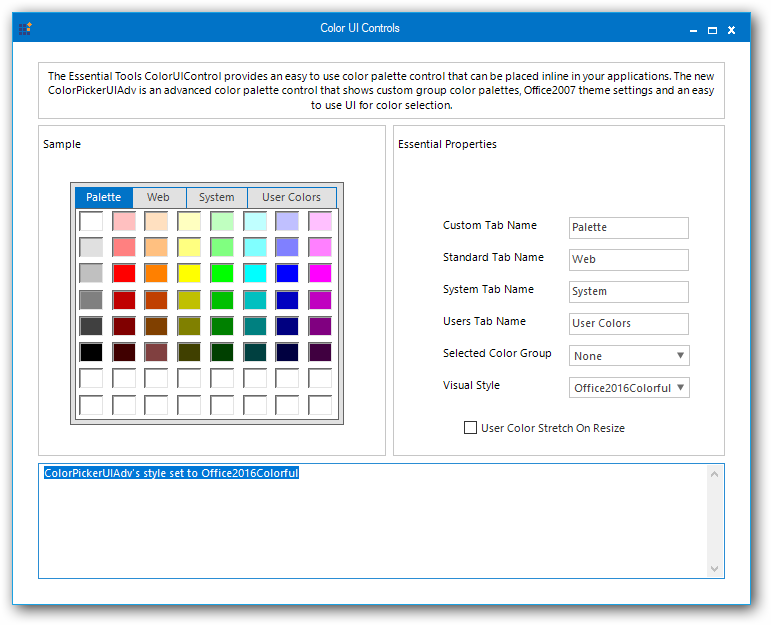 Color UI Controls
The Essential Tools ColorUIControl provides an easy to use color palette control that can be placed inline in your applications. The new
ColorPickerUIAdv is an advanced color palette control that shows custom group color palettes, Office2007 theme settings and an easy
to use UI for color selection.
Sample
Palette Web System User Colors
Essential Properties
Custom Tab Name Palette
Standard Tab Name Web
System Tab Name System
Users Tab Name User Colors
Selected Color Group None
Visual Style Office2016Colorful
User Color Stretch On Resize
ColorPickerUIAdv's style set to Office2016Colorful